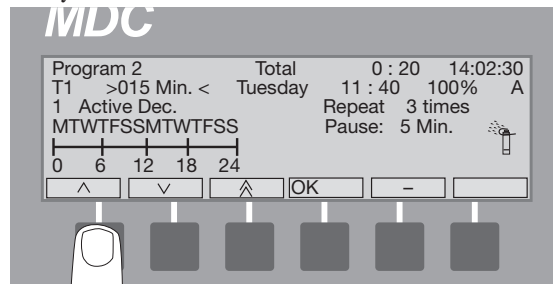 MDC
Program 2 Total 0 : 20 14:02:30
T1 >015 Min. < Tuesday 11 : 40 100% A
1 Active Dec. Repeat 3 times
MTWTFSSMTWTFSS Pause: 5 Min.
0 6 12 18 24
OK –